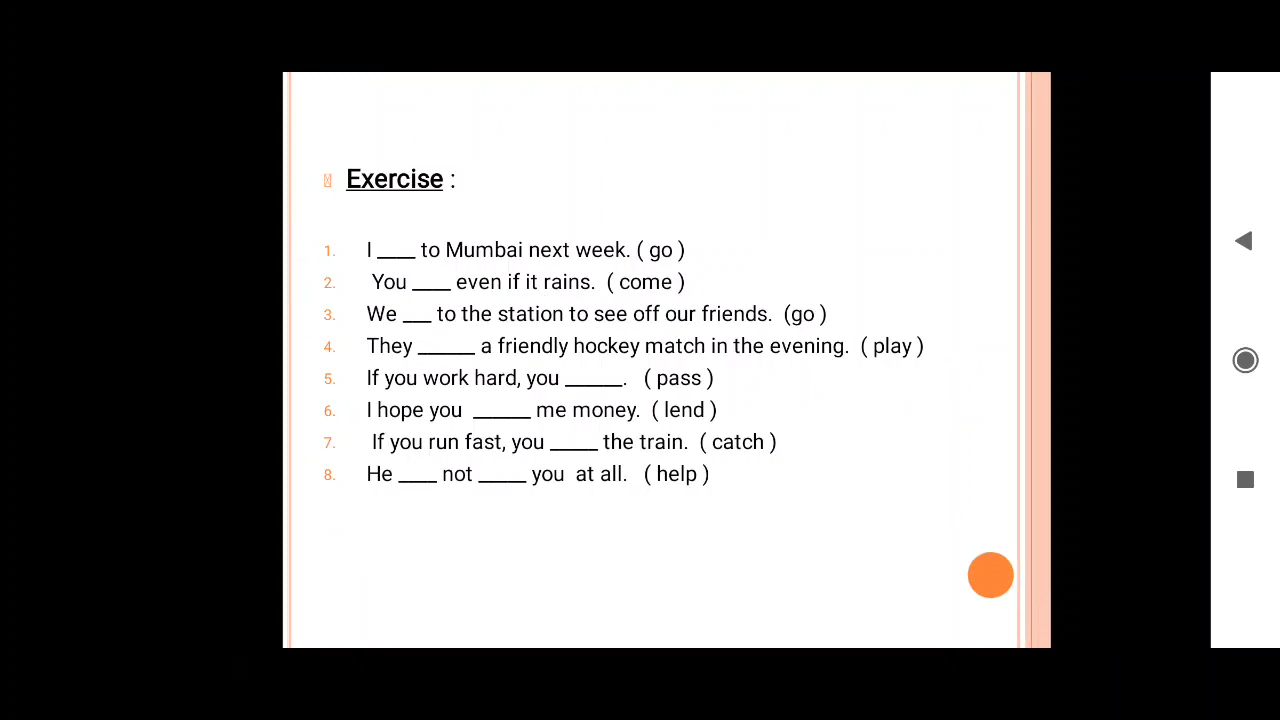 Exercise :
1. I ____ to Mumbai next week. ( go )
2. You ____ even if it rains. ( come )
3. We ___ to the station to see off our friends. (go )
4. They ______ a friendly hockey match in the evening. ( play )
5. If you work hard, you ______. ( pass )
6. I hope you ______ me money. ( lend )
7. If you run fast, you _____ the train. ( catch )
8. He ____ not _____ you at all. ( help )